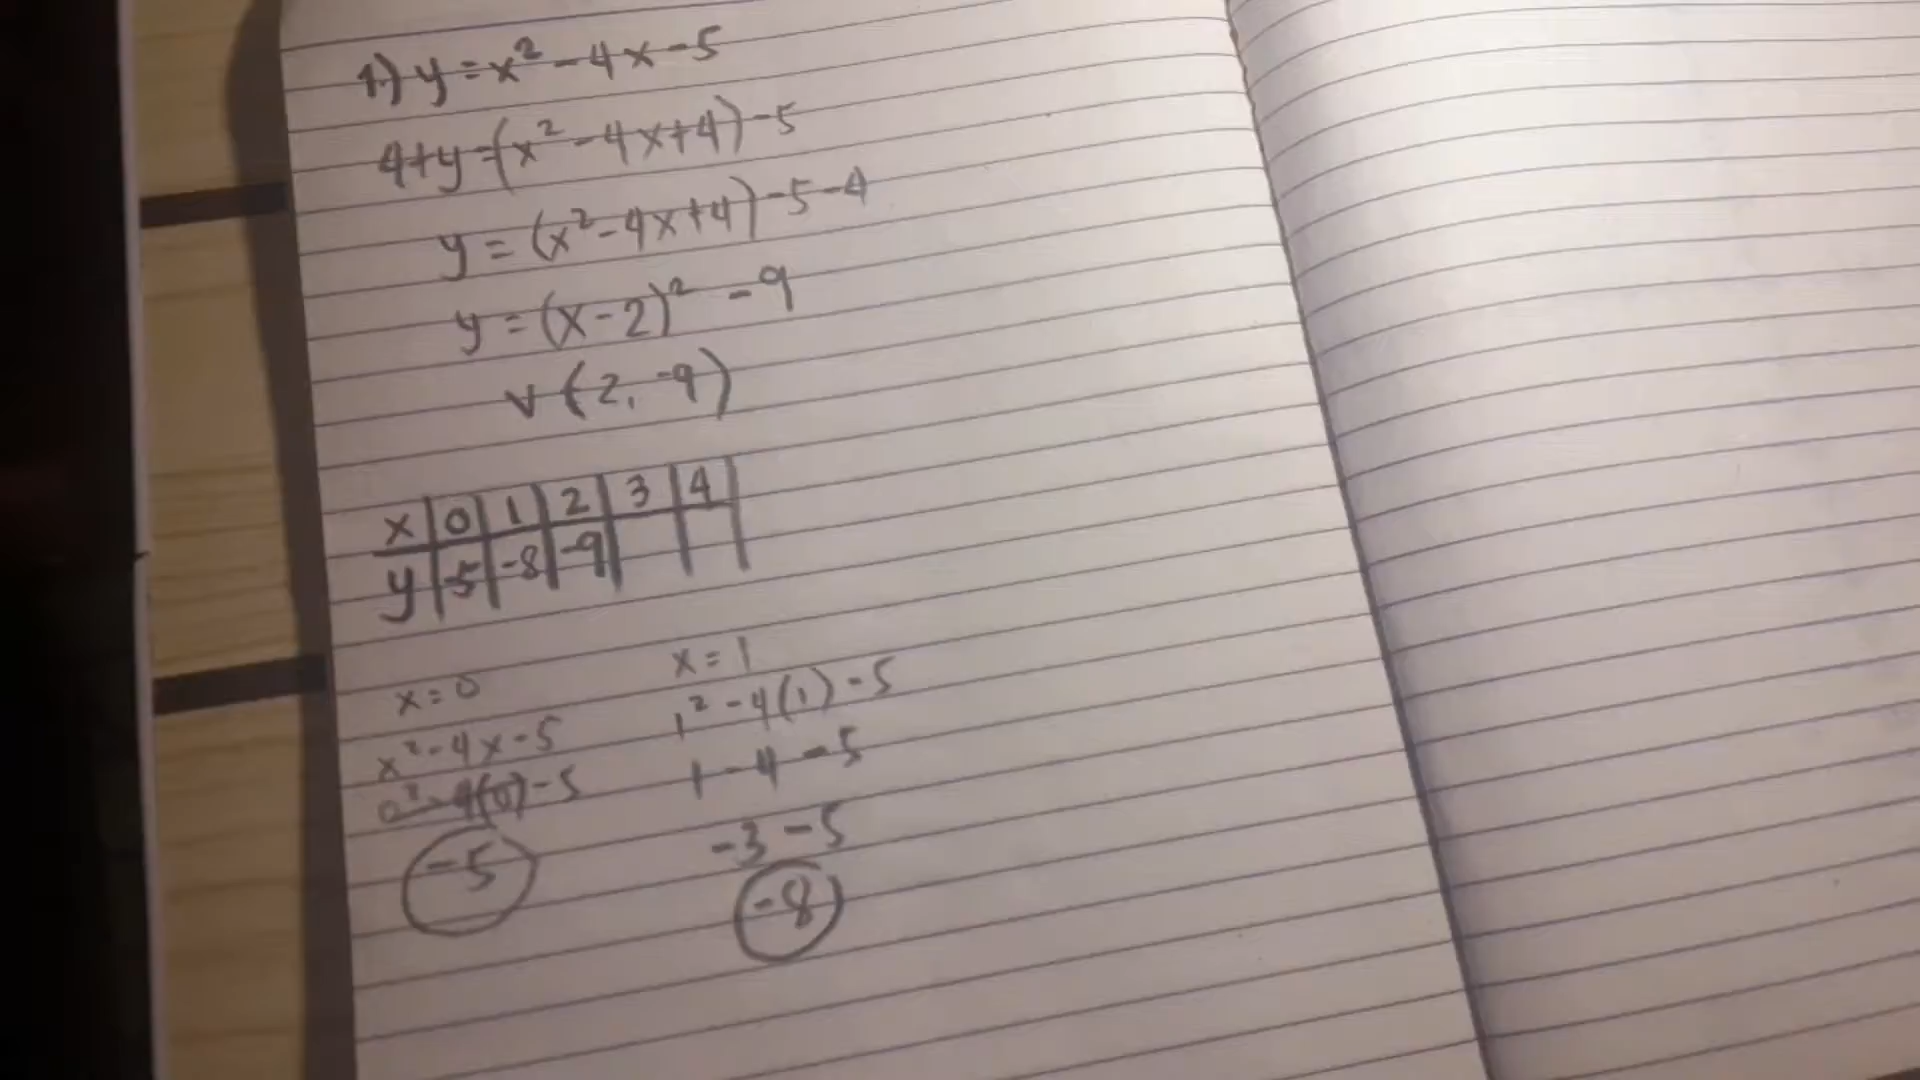 1.) y = x² - 4x - 5
4+y = (x² - 4x + 4) - 5
y = (x² - 4x + 4) - 5 - 4
y = (x - 2)² - 9
V (2, -9)
x 0 1 2 3 4
y -5 -8 -9
x = 0
x² - 4x - 5
0² - 4(0) - 5
-5
x = 1
1² - 4(1) - 5
1 - 4 - 5
-3 - 5
-8